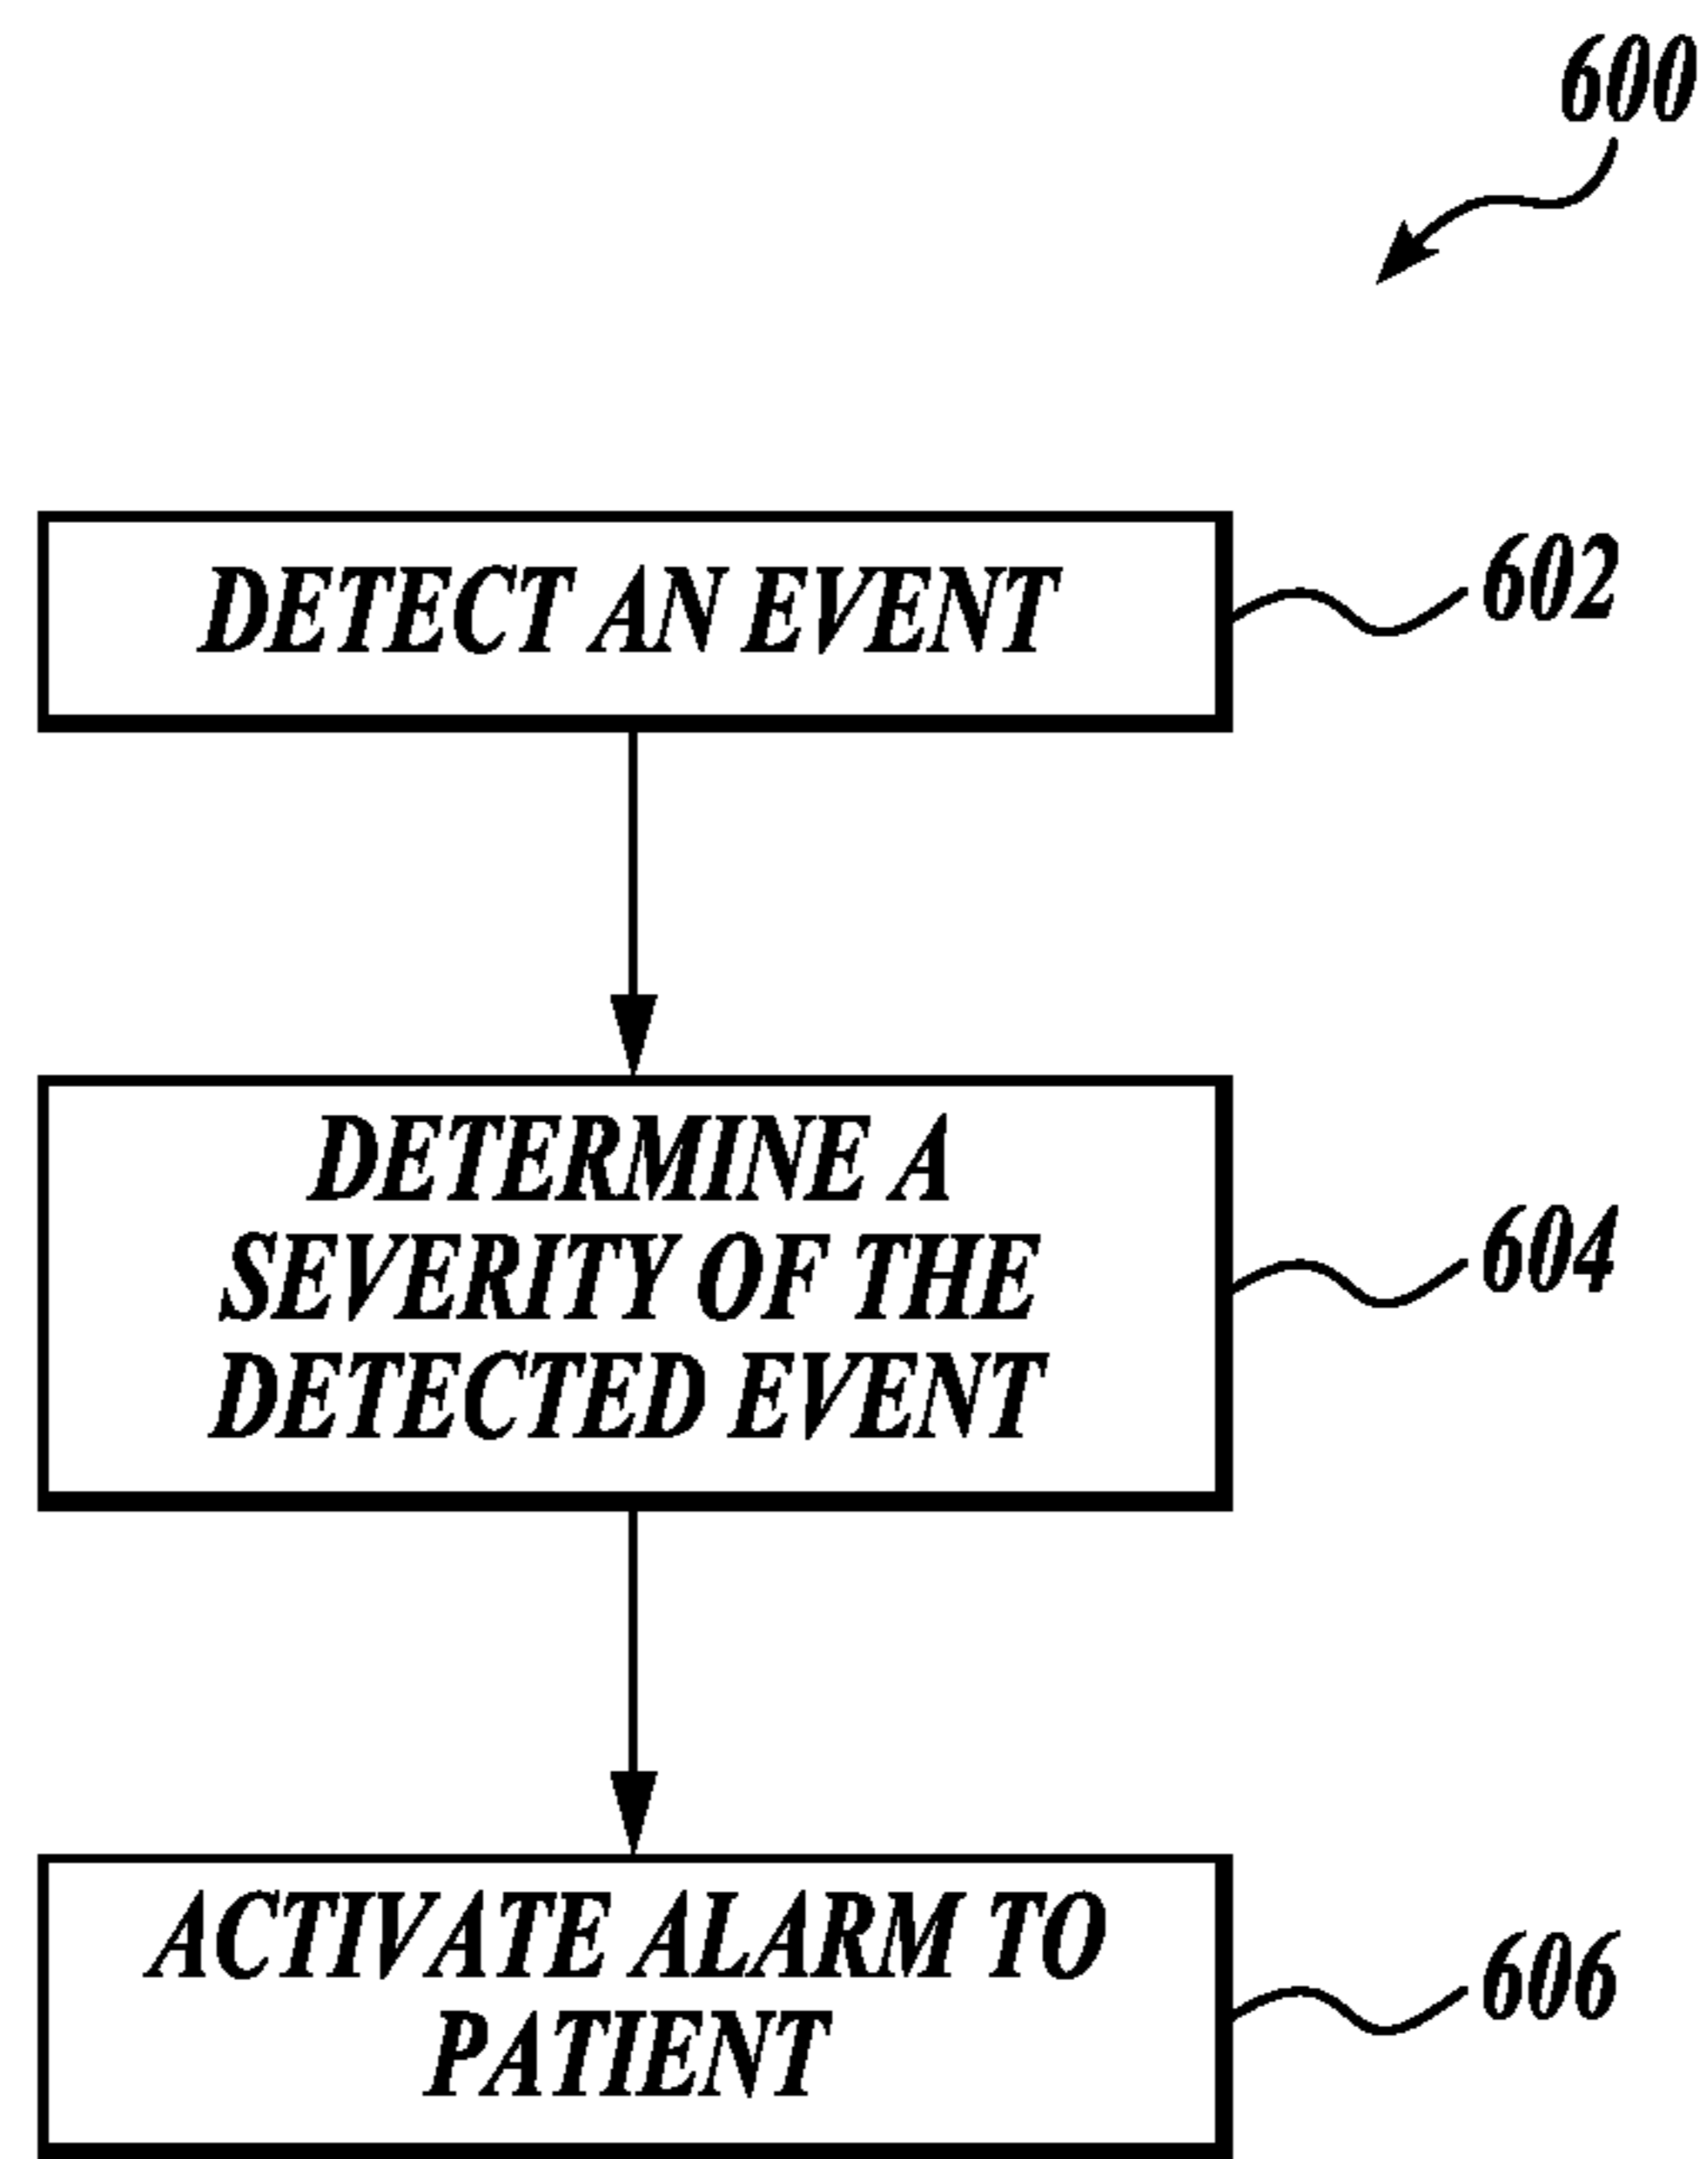 600
DETECT AN EVENT
602
DETERMINE A
SEVERITY OF THE
DETECTED EVENT
604
ACTIVATE ALARM TO
PATIENT
606